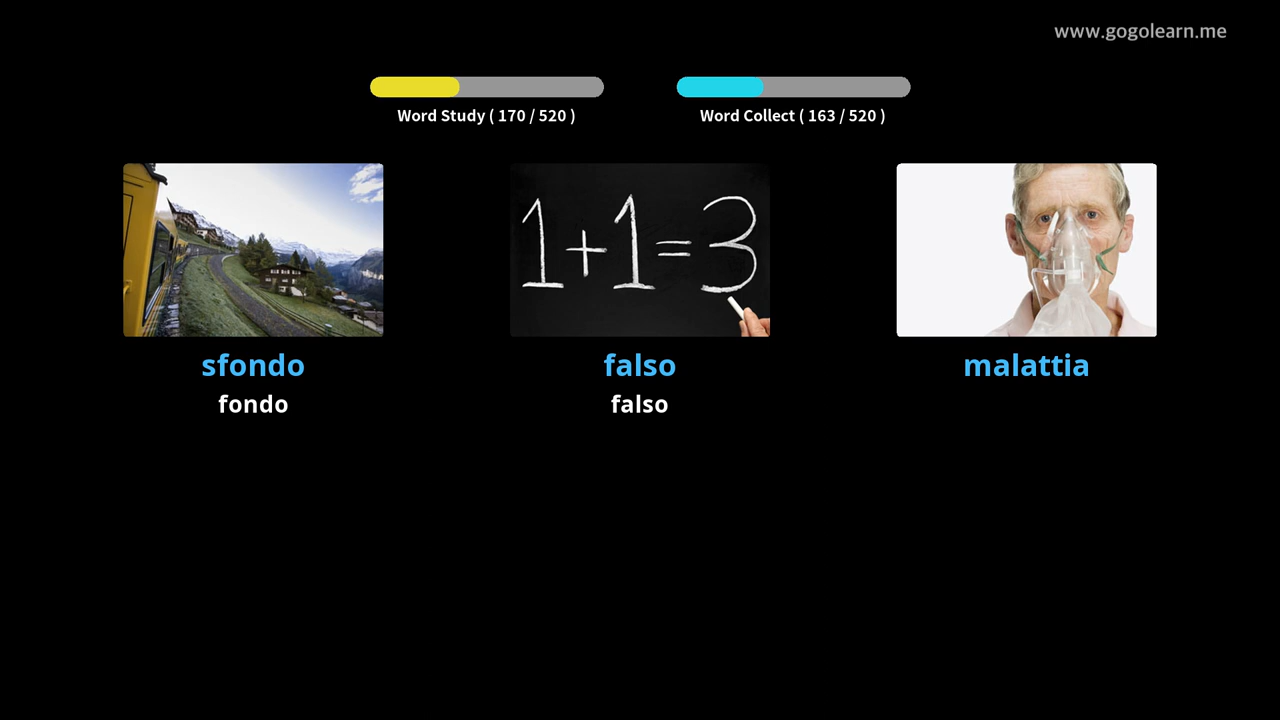 www.gogolearn.me
Word Study ( 170 / 520 )
Word Collect ( 163 / 520 )
1+1=3
sfondo
falso
malattia
fondo
falso